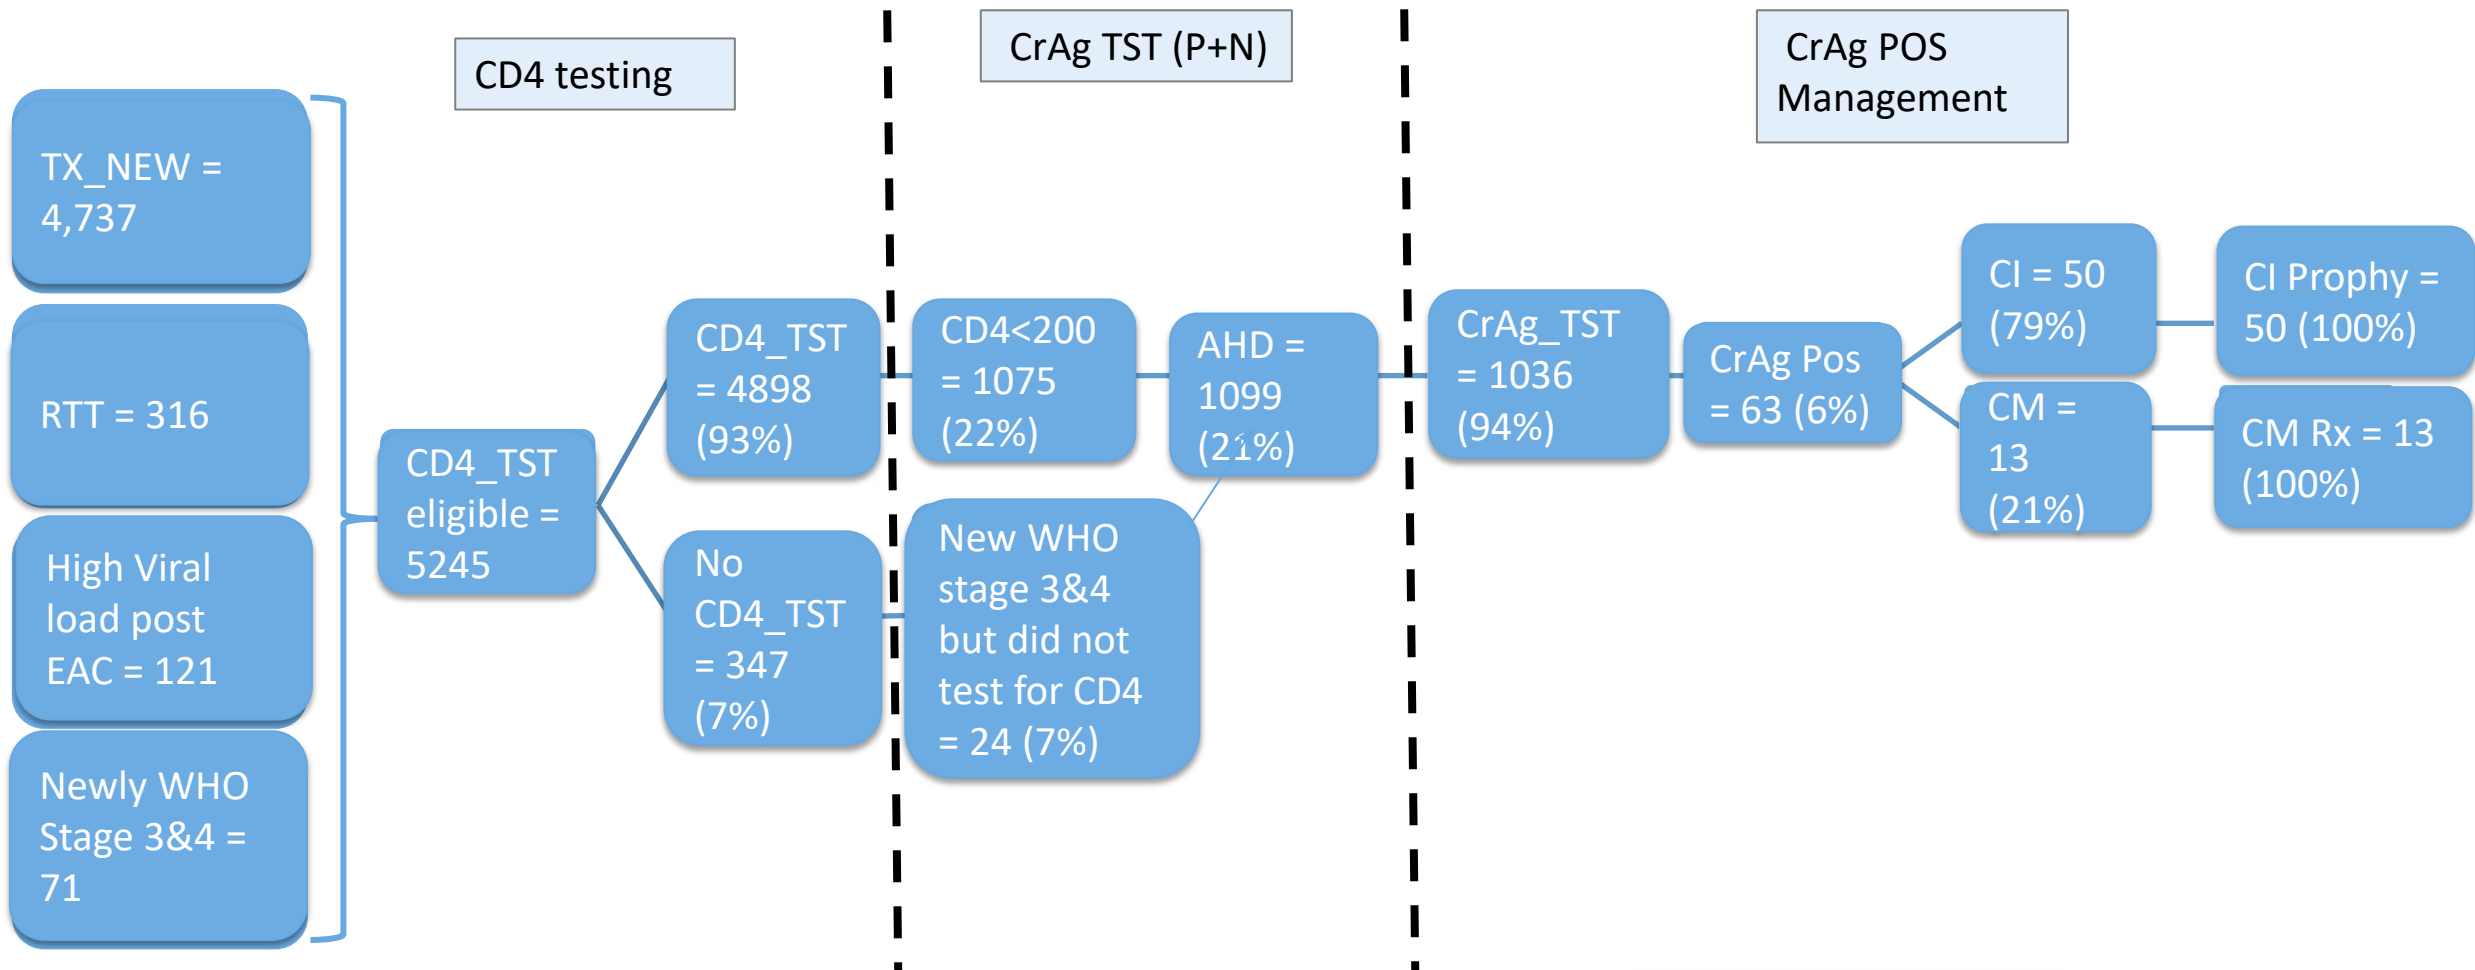 CD4 testing
CrAg TST (P+N)
CrAg POS
Management
TX_NEW =
4,737
RTT = 316
High Viral
load post
EAC = 121
Newly WHO
Stage 3&4 =
71
CD4_TST
eligible =
5245
CD4_TST
= 4898
(93%)
No
CD4_TST
= 347
(7%)
CD4<200
= 1075
(22%)
New WHO
stage 3&4
but did not
test for CD4
= 24 (7%)
AHD =
1099
(21%)
CrAg_TST
= 1036
(94%)
CrAg Pos
= 63 (6%)
CI = 50
(79%)
CM =
13
(21%)
CI Prophy =
50 (100%)
CM Rx = 13
(100%)